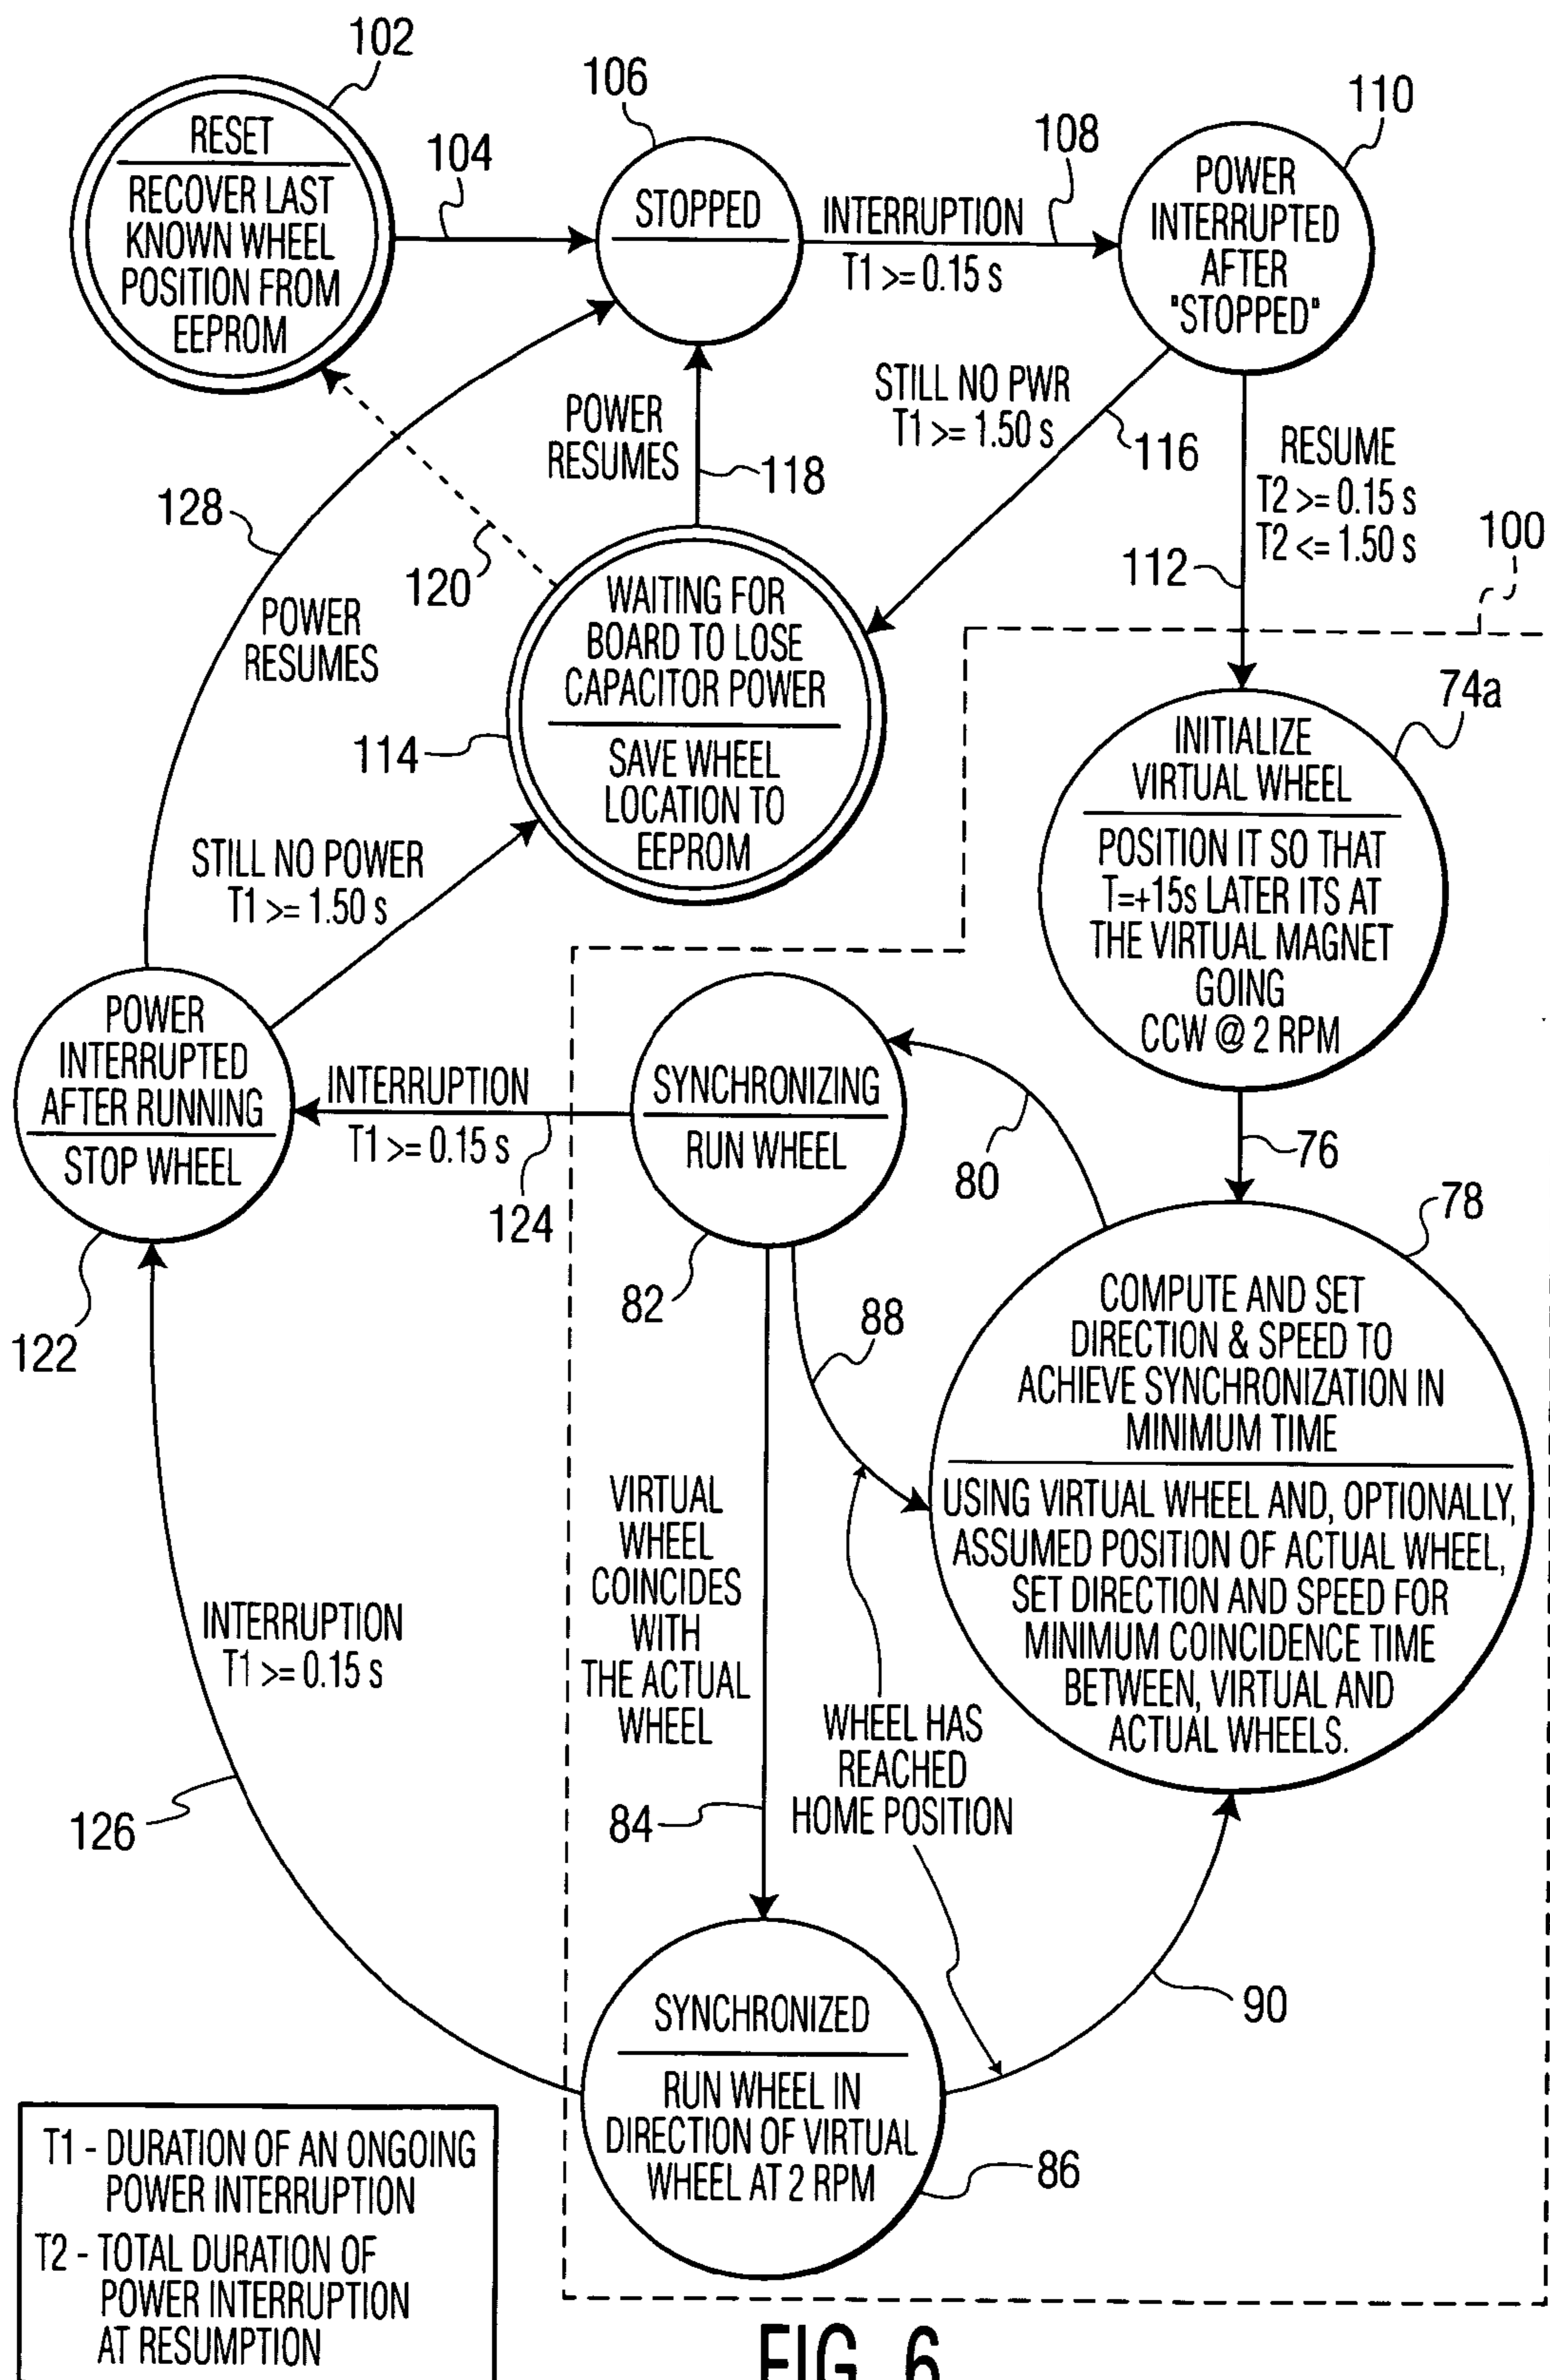 102
RESET
RECOVER LAST
KNOWN WHEEL
POSITION FROM
EEPROM
104
106
STOPPED
INTERRUPTION
T1 >= 0.15 s
108
110
POWER
INTERRUPTED
AFTER
"STOPPED"
STILL NO PWR
T1 >= 1.50 s
116
RESUME
T2 >= 0.15 s
T2 <= 1.50 s
112
100
POWER
RESUMES
118
128
120
POWER
RESUMES
WAITING FOR
BOARD TO LOSE
CAPACITOR POWER
SAVE WHEEL
LOCATION TO
EEPROM
114
74a
INITIALIZE
VIRTUAL WHEEL
POSITION IT SO THAT
T=+15s LATER ITS AT
THE VIRTUAL MAGNET
GOING
CCW @ 2 RPM
STILL NO POWER
T1 >= 1.50 s
POWER
INTERRUPTED
AFTER RUNNING
STOP WHEEL
122
INTERRUPTION
T1 >= 0.15 s
124
SYNCHRONIZING
RUN WHEEL
82
80
76
78
88
COMPUTE AND SET
DIRECTION & SPEED TO
ACHIEVE SYNCHRONIZATION IN
MINIMUM TIME
USING VIRTUAL WHEEL AND, OPTIONALLY,
ASSUMED POSITION OF ACTUAL WHEEL,
SET DIRECTION AND SPEED FOR
MINIMUM COINCIDENCE TIME
BETWEEN, VIRTUAL AND
ACTUAL WHEELS.
VIRTUAL
WHEEL
COINCIDES
WITH
THE ACTUAL
WHEEL
84
WHEEL HAS
REACHED
HOME POSITION
INTERRUPTION
T1 >= 0.15 s
126
90
SYNCHRONIZED
RUN WHEEL IN
DIRECTION OF VIRTUAL
WHEEL AT 2 RPM
86
T1 - DURATION OF AN ONGOING
POWER INTERRUPTION
T2 - TOTAL DURATION OF
POWER INTERRUPTION
AT RESUMPTION
FIG. 6